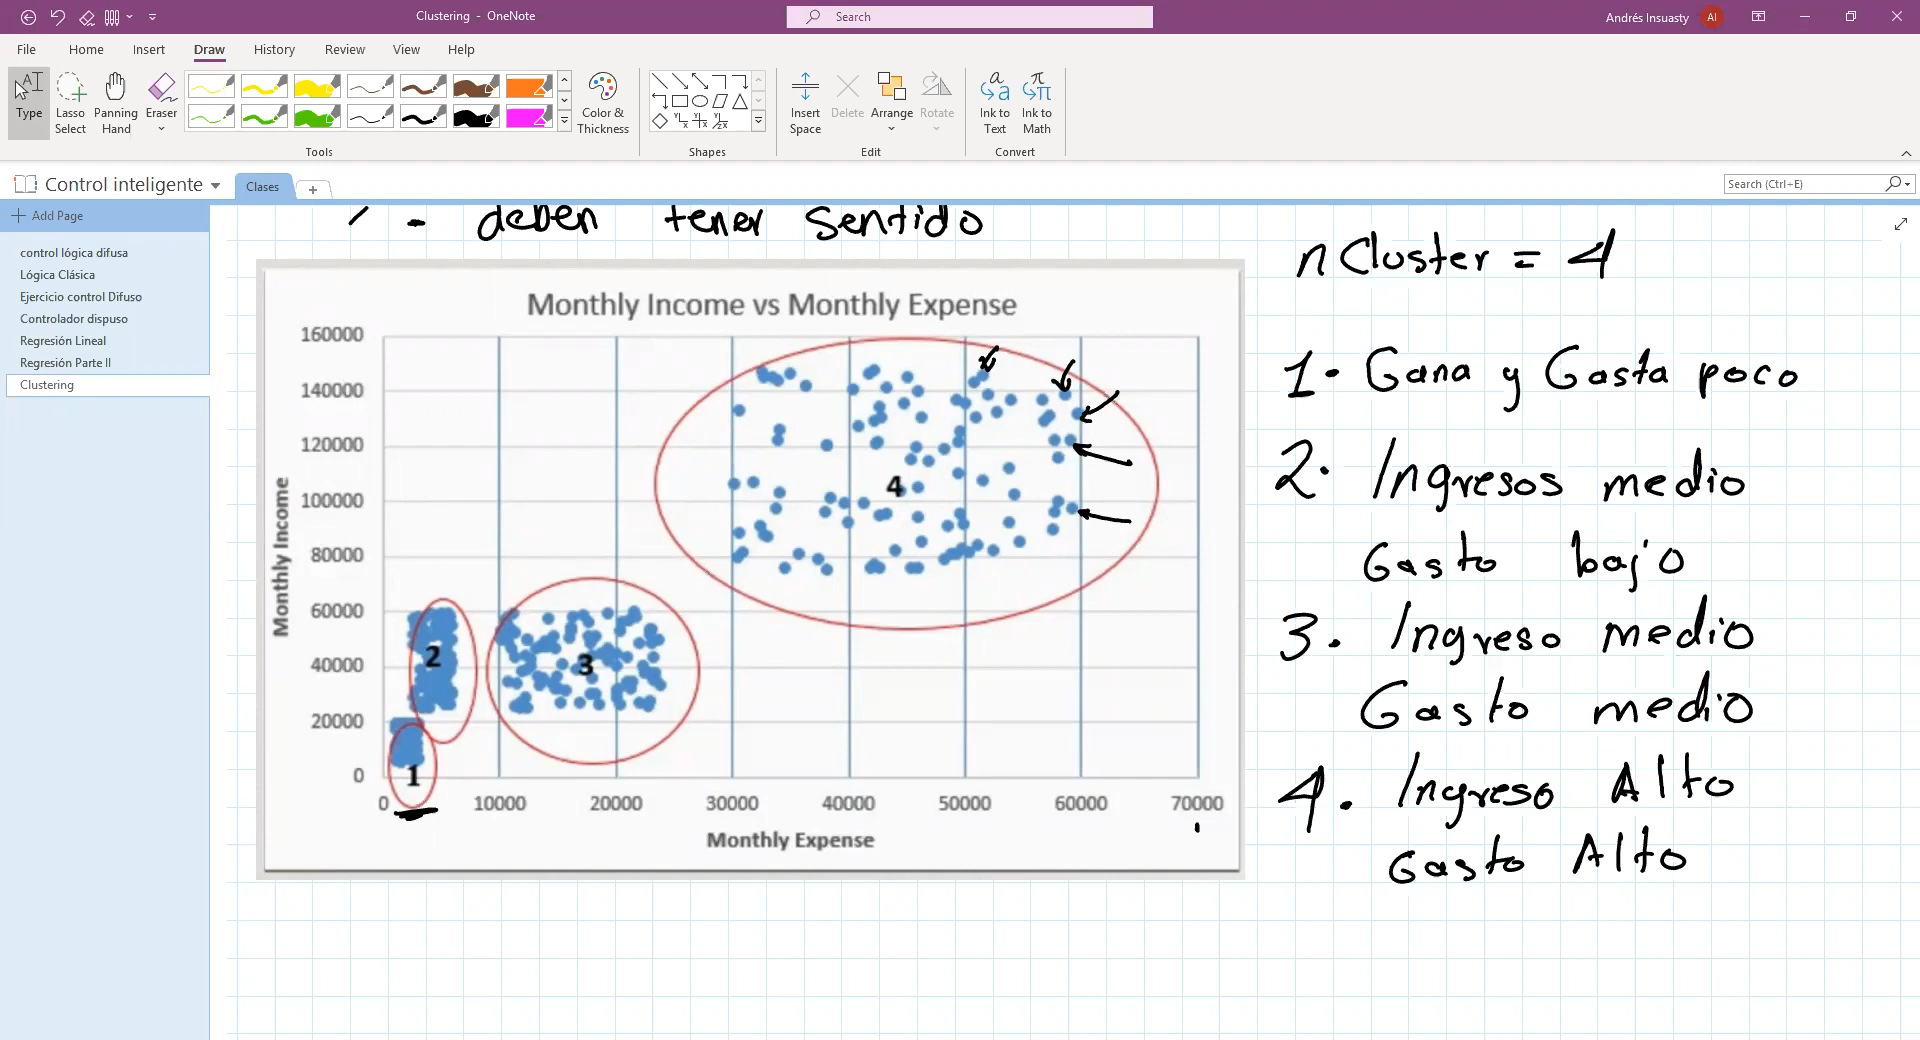 Clustering - OneNote
Search
Andrés Insuasty
AI
File Home Insert Draw History Review View Help
Type
Lasso Select
Panning Hand
Eraser
Color & Thickness
Insert Space
Delete
Arrange
Rotate
Ink to Text
Ink to Math
Tools
Shapes
Edit
Convert
Control inteligente
Clases
Search (Ctrl+E)
Add Page
control lógica difusa
Lógica Clásica
Ejercicio control Difuso
Controlador dispuso
Regresión Lineal
Regresión Parte II
Clustering
- deben tener sentido
Monthly Income vs Monthly Expense
160000
140000
120000
100000
80000
60000
40000
20000
0
Monthly Income
4
2
3
1
0 10000 20000 30000 40000 50000 60000 70000
Monthly Expense
nCluster = 4
1. Gana y Gasta poco
2. Ingresos medio
Gasto bajo
3. Ingreso medio
Gasto medio
4. Ingreso Alto
Gasto Alto